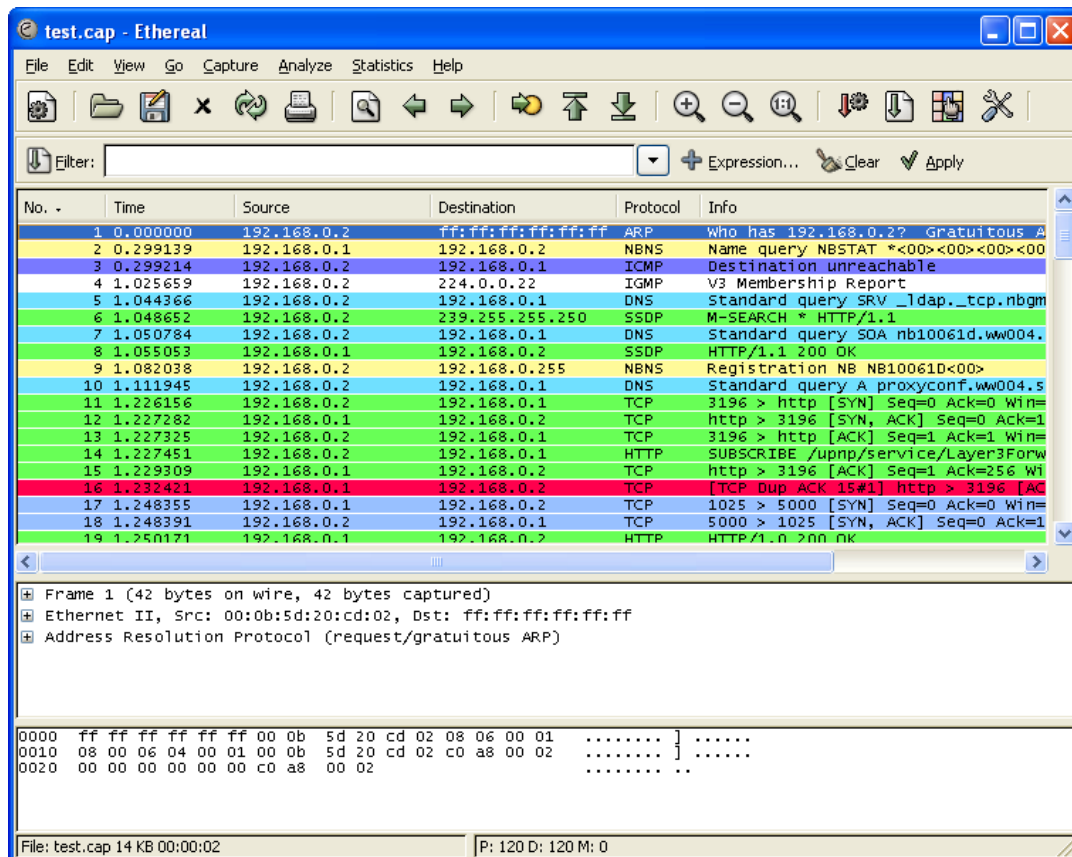 test.cap - Ethereal
File Edit View Go Capture Analyze Statistics Help
Filter: Expression... Clear Apply
No. Time Source Destination Protocol Info
1 0.000000 192.168.0.2 ff:ff:ff:ff:ff:ff ARP Who has 192.168.0.2? Gratuitous A
2 0.299139 192.168.0.1 192.168.0.2 NBNS Name query NBSTAT *<00><00><00><00
3 0.299214 192.168.0.2 192.168.0.1 ICMP Destination unreachable
4 1.025659 192.168.0.2 224.0.0.22 IGMP V3 Membership Report
5 1.044366 192.168.0.2 192.168.0.1 DNS Standard query SRV _ldap._tcp.nbgm
6 1.048652 192.168.0.2 239.255.255.250 SSDP M-SEARCH * HTTP/1.1
7 1.050784 192.168.0.2 192.168.0.1 DNS Standard query SOA nb10061d.ww004.
8 1.055053 192.168.0.1 192.168.0.2 SSDP HTTP/1.1 200 OK
9 1.082038 192.168.0.2 192.168.0.255 NBNS Registration NB NB10061D<00>
10 1.111945 192.168.0.2 192.168.0.1 DNS Standard query A proxyconf.ww004.s
11 1.226156 192.168.0.2 192.168.0.1 TCP 3196 > http [SYN] Seq=0 Ack=0 Win=
12 1.227282 192.168.0.1 192.168.0.2 TCP http > 3196 [SYN, ACK] Seq=0 Ack=1
13 1.227325 192.168.0.2 192.168.0.1 TCP 3196 > http [ACK] Seq=1 Ack=1 Win=
14 1.227451 192.168.0.2 192.168.0.1 HTTP SUBSCRIBE /upnp/service/Layer3Forw
15 1.229309 192.168.0.1 192.168.0.2 TCP http > 3196 [ACK] Seq=1 Ack=256 Wi
16 1.232421 192.168.0.1 192.168.0.2 TCP [TCP Dup ACK 15#1] http > 3196 [AC
17 1.248355 192.168.0.1 192.168.0.2 TCP 1025 > 5000 [SYN] Seq=0 Ack=0 Win=
18 1.248391 192.168.0.2 192.168.0.1 TCP 5000 > 1025 [SYN, ACK] Seq=0 Ack=1
19 1.250171 192.168.0.1 192.168.0.2 HTTP HTTP/1.0 200 OK
Frame 1 (42 bytes on wire, 42 bytes captured)
Ethernet II, Src: 00:0b:5d:20:cd:02, Dst: ff:ff:ff:ff:ff:ff
Address Resolution Protocol (request/gratuitous ARP)
0000 ff ff ff ff ff ff 00 0b 5d 20 cd 02 08 06 00 01 ........ ] ......
0010 08 00 06 04 00 01 00 0b 5d 20 cd 02 c0 a8 00 02 ........ ] ......
0020 00 00 00 00 00 00 c0 a8 00 02 ........ ..
File: test.cap 14 KB 00:00:02 P: 120 D: 120 M: 0